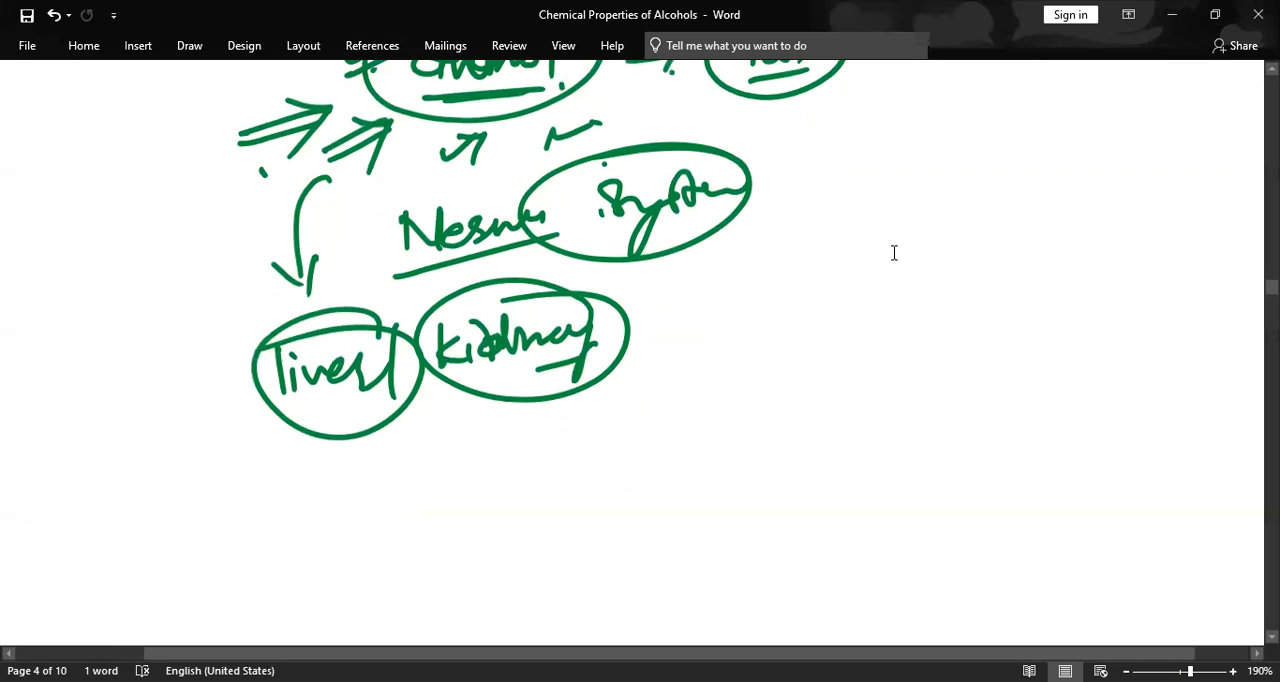 Chemical Properties of Alcohols - Word
Sign in
File Home Insert Draw Design Layout References Mailings Review View Help Tell me what you want to do Share
System
liver Kidney
Page 4 of 10 1 word English (United States) 190%